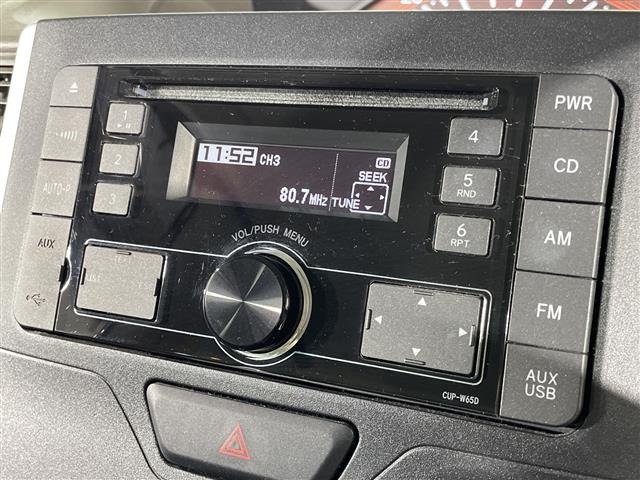 PWR
1
4
11:52 CH3
CD
CD
2
SEEK
5
RND
AUTO-P
3
80.7MHz TUNE
6
RPT
AM
AUX
VOL/PUSH MENU
FM
AUX
USB
CUP-W65D